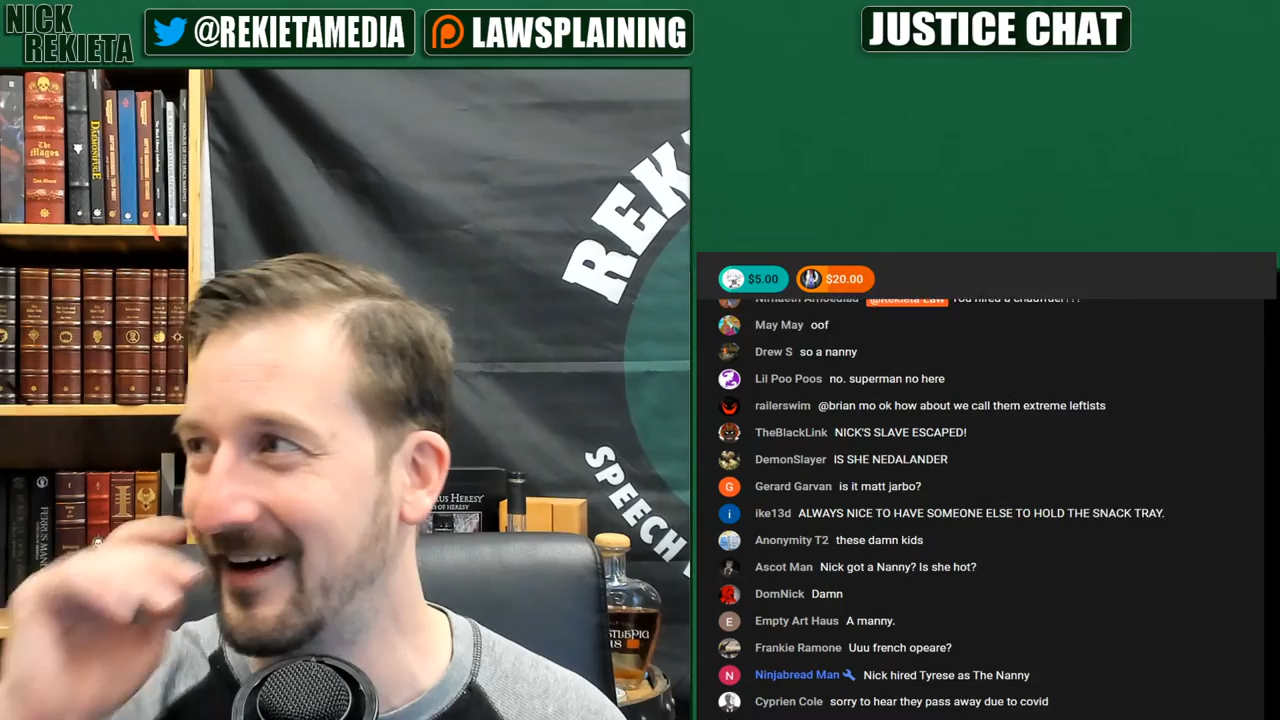 NICK
REKIETA
@REKIETAMEDIA
LAWSPLAINING
JUSTICE CHAT
The
Magos
REK
SPEECH
$5.00
$20.00
@Rekieta Law
May May oof
Drew S so a nanny
Lil Poo Poos no. superman no here
railerswim @brian mo ok how about we call them extreme leftists
TheBlackLink NICK'S SLAVE ESCAPED!
DemonSlayer IS SHE NEDALANDER
G Gerard Garvan is it matt jarbo?
i ike13d ALWAYS NICE TO HAVE SOMEONE ELSE TO HOLD THE SNACK TRAY.
Anonymity T2 these damn kids
Ascot Man Nick got a Nanny? Is she hot?
DomNick Damn
E Empty Art Haus A manny.
Frankie Ramone Uuu french opeare?
N Ninjabread Man Nick hired Tyrese as The Nanny
Cyprien Cole sorry to hear they pass away due to covid